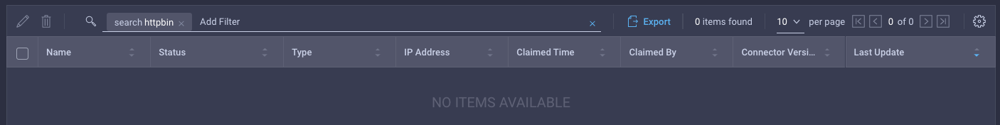 search httpbin × Add Filter × Export 0 items found 10 per page 0 of 0
Name Status Type IP Address Claimed Time Claimed By Connector Versi... Last Update
NO ITEMS AVAILABLE